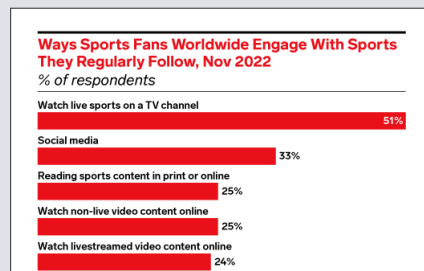 Ways Sports Fans Worldwide Engage With Sports
They Regularly Follow, Nov 2022
% of respondents
Watch live sports on a TV channel
51%
Social media
33%
Reading sports content in print or online
25%
Watch non-live video content online
25%
Watch livestreamed video content online
24%